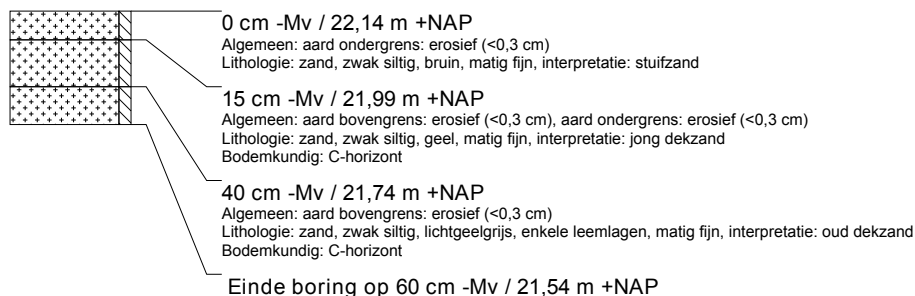 0 cm -Mv / 22,14 m +NAP
Algemeen: aard ondergrens: erosief (<0,3 cm)
Lithologie: zand, zwak siltig, bruin, matig fijn, interpretatie: stuifzand
15 cm -Mv / 21,99 m +NAP
Algemeen: aard bovengrens: erosief (<0,3 cm), aard ondergrens: erosief (<0,3 cm)
Lithologie: zand, zwak siltig, geel, matig fijn, interpretatie: jong dekzand
Bodemkundig: C-horizont
40 cm -Mv / 21,74 m +NAP
Algemeen: aard bovengrens: erosief (<0,3 cm)
Lithologie: zand, zwak siltig, lichtgeelgrijs, enkele leemlagen, matig fijn, interpretatie: oud dekzand
Bodemkundig: C-horizont
Einde boring op 60 cm -Mv / 21,54 m +NAP